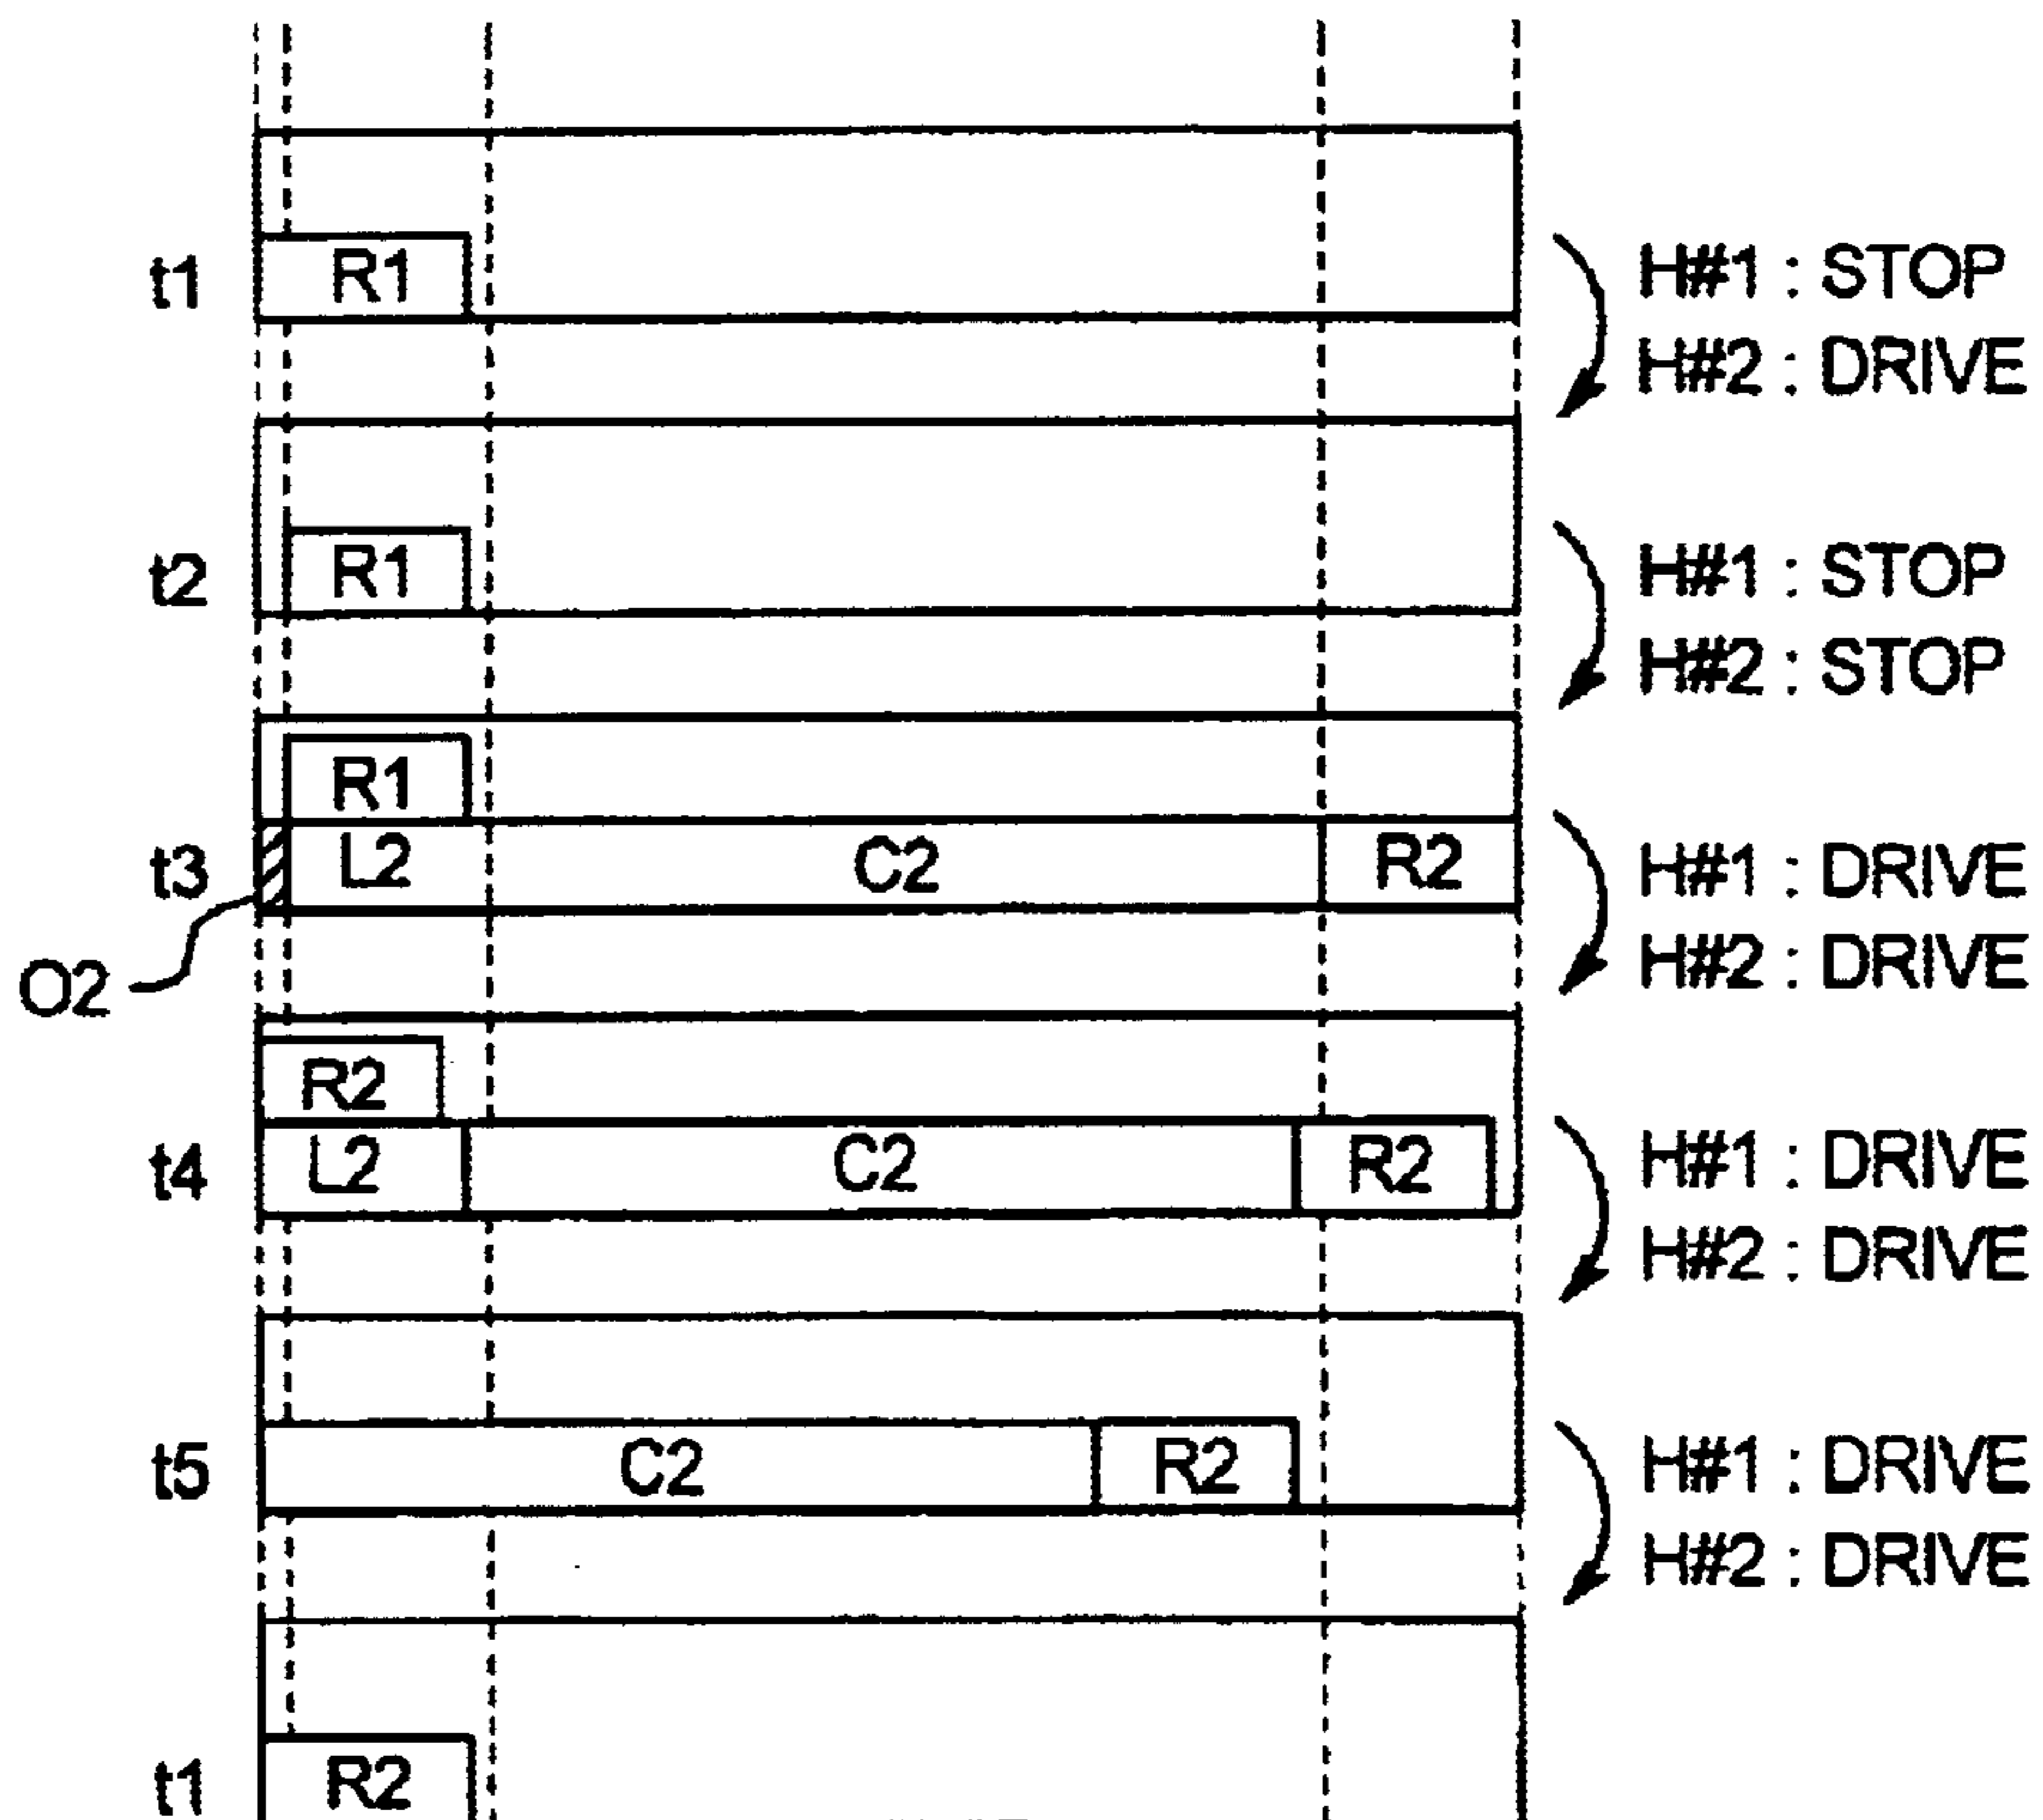 t1 R1 H#1 : STOP
H#2 : DRIVE
t2 R1 H#1 : STOP
H#2 : STOP
R1
t3 L2 C2 R2 H#1 : DRIVE
O2 H#2 : DRIVE
R2
t4 L2 C2 R2 H#1 : DRIVE
H#2 : DRIVE
t5 C2 R2 H#1 : DRIVE
H#2 : DRIVE
t1 R2